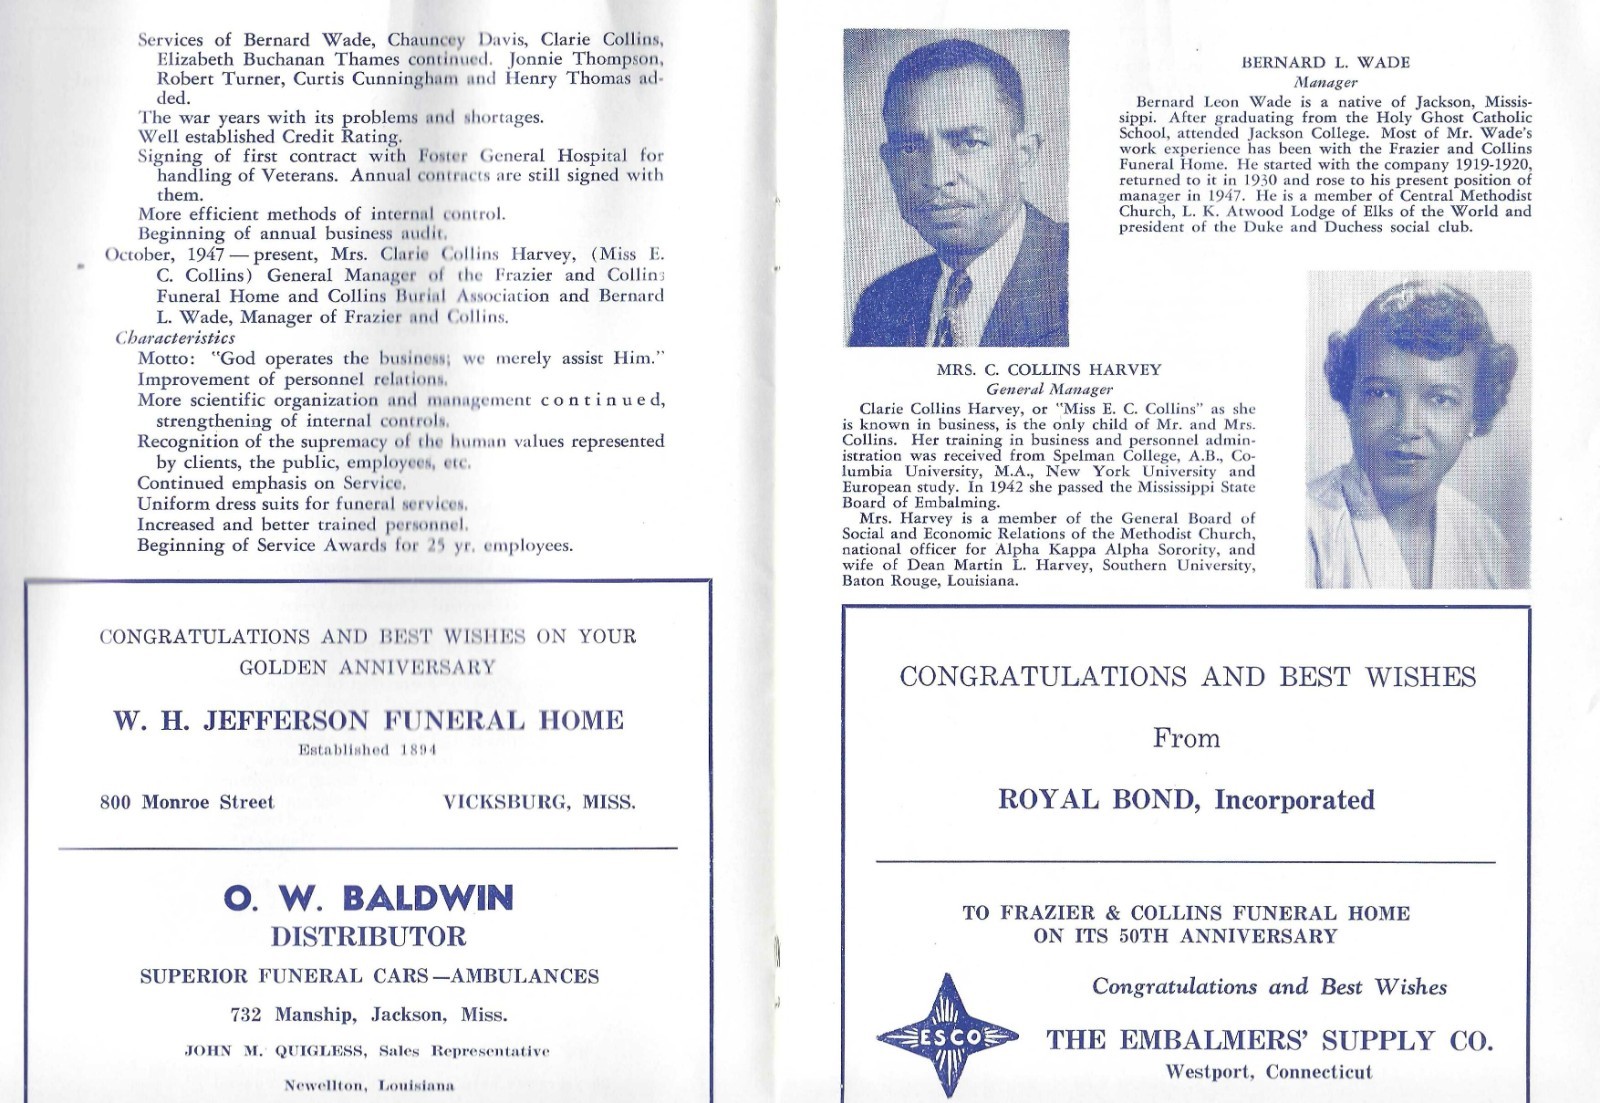 Services of Bernard Wade, Chauncey Davis, Clarie Collins,
Elizabeth Buchanan Thames continued. Jonnie Thompson,
Robert Turner, Curtis Cunningham and Henry Thomas ad-
ded.
The war years with its problems and shortages.
Well established Credit Rating.
Signing of first contract with Foster General Hospital for
handling of Veterans. Annual contracts are still signed with
them.
More efficient methods of internal control.
Beginning of annual business audit.
October, 1947 — present, Mrs. Clarie Collins Harvey, (Miss E.
C. Collins) General Manager of the Frazier and Collins
Funeral Home and Collins Burial Association and Bernard
L. Wade, Manager of Frazier and Collins.
Characteristics
Motto: "God operates the business; we merely assist Him."
Improvement of personnel relations.
More scientific organization and management continued,
strengthening of internal controls.
Recognition of the supremacy of the human values represented
by clients, the public, employees, etc.
Continued emphasis on Service.
Uniform dress suits for funeral services.
Increased and better trained personnel.
Beginning of Service Awards for 25 yr. employees.
CONGRATULATIONS AND BEST WISHES ON YOUR
GOLDEN ANNIVERSARY
W. H. JEFFERSON FUNERAL HOME
Established 1894
800 Monroe Street VICKSBURG, MISS.
O. W. BALDWIN
DISTRIBUTOR
SUPERIOR FUNERAL CARS—AMBULANCES
732 Manship, Jackson, Miss.
JOHN M. QUIGLESS, Sales Representative
Newellton, Louisiana
BERNARD L. WADE
Manager
Bernard Leon Wade is a native of Jackson, Missis-
sippi. After graduating from the Holy Ghost Catholic
School, attended Jackson College. Most of Mr. Wade's
work experience has been with the Frazier and Collins
Funeral Home. He started with the company 1919-1920,
returned to it in 1930 and rose to his present position of
manager in 1947. He is a member of Central Methodist
Church, L. K. Atwood Lodge of Elks of the World and
president of the Duke and Duchess social club.
MRS. C. COLLINS HARVEY
General Manager
Clarie Collins Harvey, or "Miss E. C. Collins" as she
is known in business, is the only child of Mr. and Mrs.
Collins. Her training in business and personnel admin-
istration was received from Spelman College, A.B., Co-
lumbia University, M.A., New York University and
European study. In 1942 she passed the Mississippi State
Board of Embalming.
Mrs. Harvey is a member of the General Board of
Social and Economic Relations of the Methodist Church,
national officer for Alpha Kappa Alpha Sorority, and
wife of Dean Martin L. Harvey, Southern University,
Baton Rouge, Louisiana.
CONGRATULATIONS AND BEST WISHES
From
ROYAL BOND, Incorporated
TO FRAZIER & COLLINS FUNERAL HOME
ON ITS 50TH ANNIVERSARY
Congratulations and Best Wishes
ESCO
THE EMBALMERS' SUPPLY CO.
Westport, Connecticut